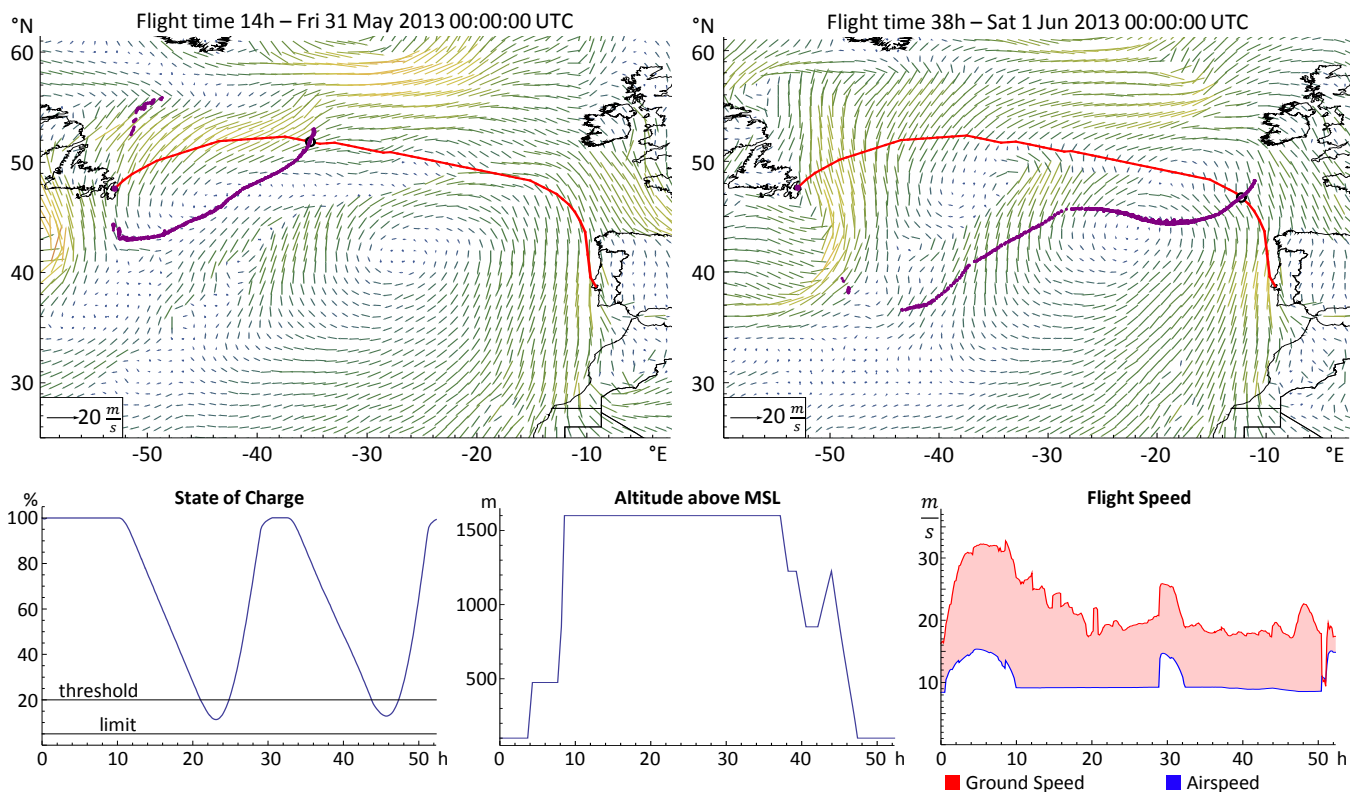 Flight time 14h – Fri 31 May 2013 00:00:00 UTC
°N
60
50
40
30
20 m/s
-50 -40 -30 -20 -10 °E
Flight time 38h – Sat 1 Jun 2013 00:00:00 UTC
°N
60
50
40
30
20 m/s
-50 -40 -30 -20 -10 °E
State of Charge
%
100
80
60
40
threshold
20
limit
0
0 10 20 30 40 50 h
Altitude above MSL
m
1500
1000
500
0 10 20 30 40 50 h
Flight Speed
m/s
30
20
10
0 10 20 30 40 50 h
Ground Speed Airspeed